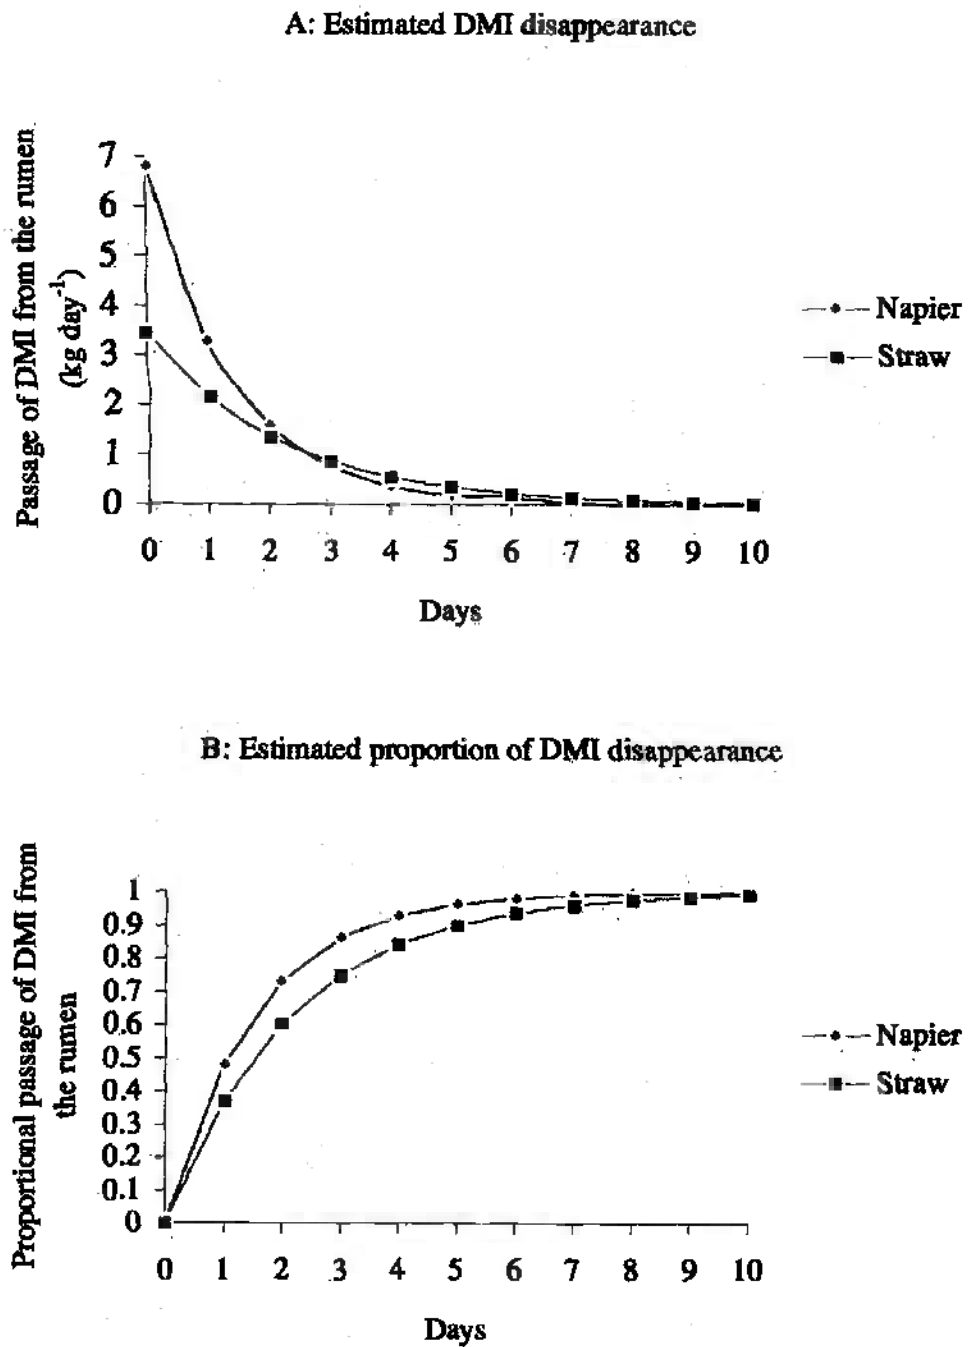 A: Estimated DMI disappearance
Passage of DMI from the rumen
(kg day⁻¹)
7
6
5
4
3
2
1
0
0 1 2 3 4 5 6 7 8 9 10
Days
Napier
Straw
B: Estimated proportion of DMI disappearance
Proportional passage of DMI from
the rumen
1
0.9
0.8
0.7
0.6
0.5
0.4
0.3
0.2
0.1
0
0 1 2 3 4 5 6 7 8 9 10
Days
Napier
Straw